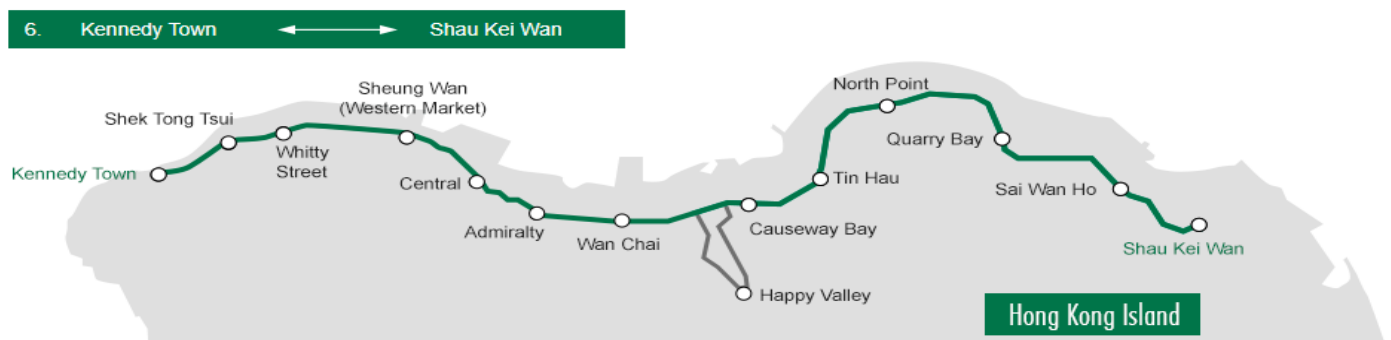 6. Kennedy Town Shau Kei Wan
Sheung Wan
(Western Market)
North Point
Shek Tong Tsui
Quarry Bay
Whitty
Street
Kennedy Town
Central
Tin Hau
Sai Wan Ho
Admiralty
Wan Chai
Causeway Bay
Shau Kei Wan
Happy Valley
Hong Kong Island